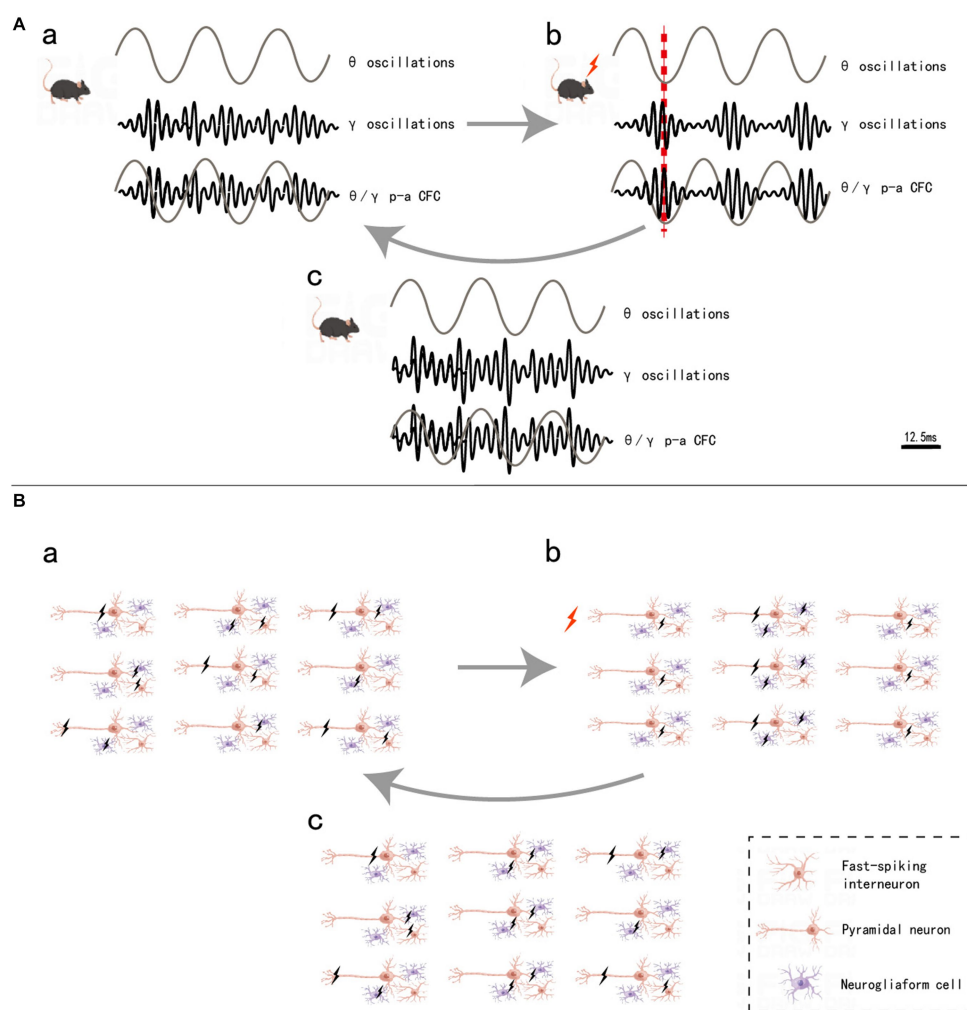 A
a
θ oscillations
γ oscillations
θ/γ p-a CFC
b
θ oscillations
γ oscillations
θ/γ p-a CFC
C
θ oscillations
γ oscillations
θ/γ p-a CFC
12.5ms
B
a
b
C
Fast-spiking
interneuron
Pyramidal neuron
Neurogliaform cell